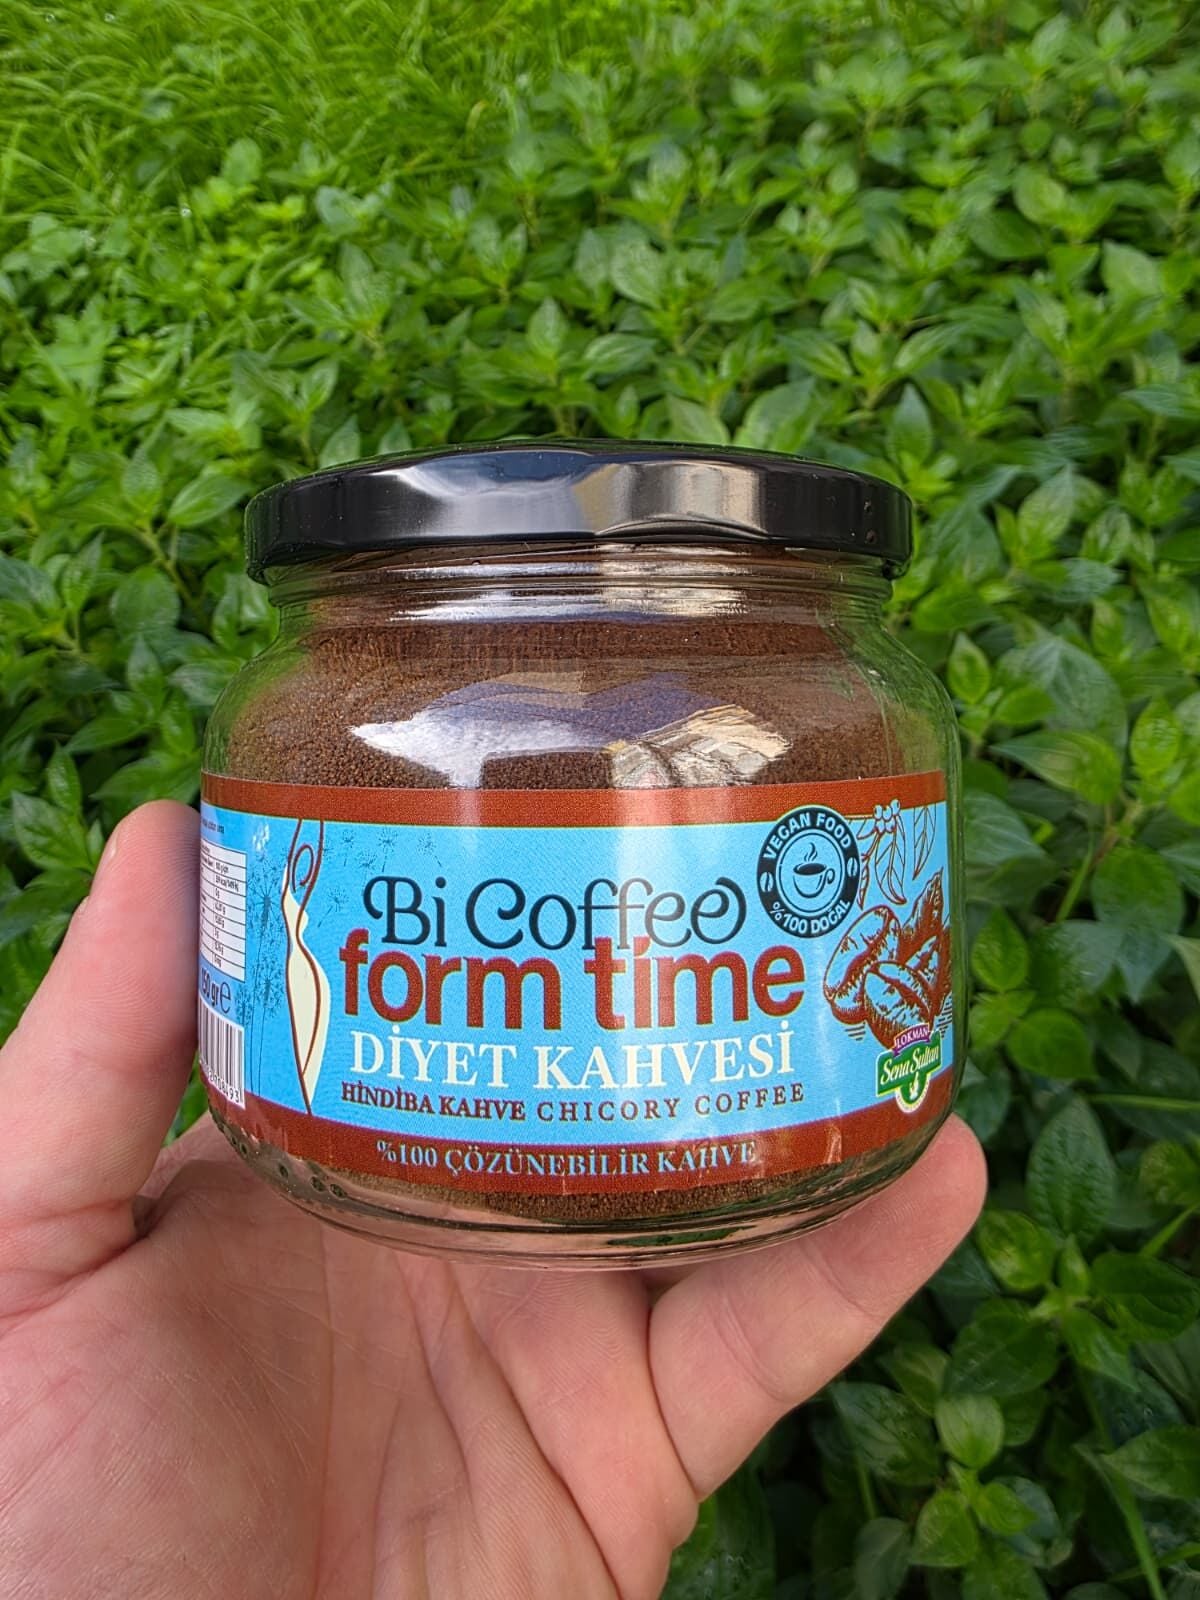 Bi Coffee
form time
DİYET KAHVESİ
HİNDİBA KAHVE CHICORY COFFEE
%100 ÇÖZÜNEBİLİR KAHVE
VEGAN FOOD
%100 DOĞAL
LOKMAN
Sena Sultan
50 gr e